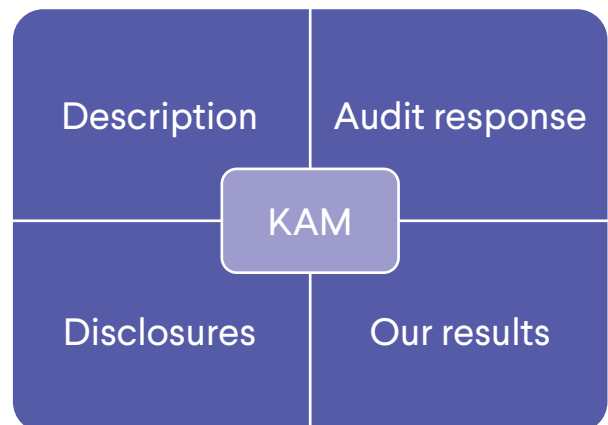 Description
Audit response
KAM
Disclosures
Our results